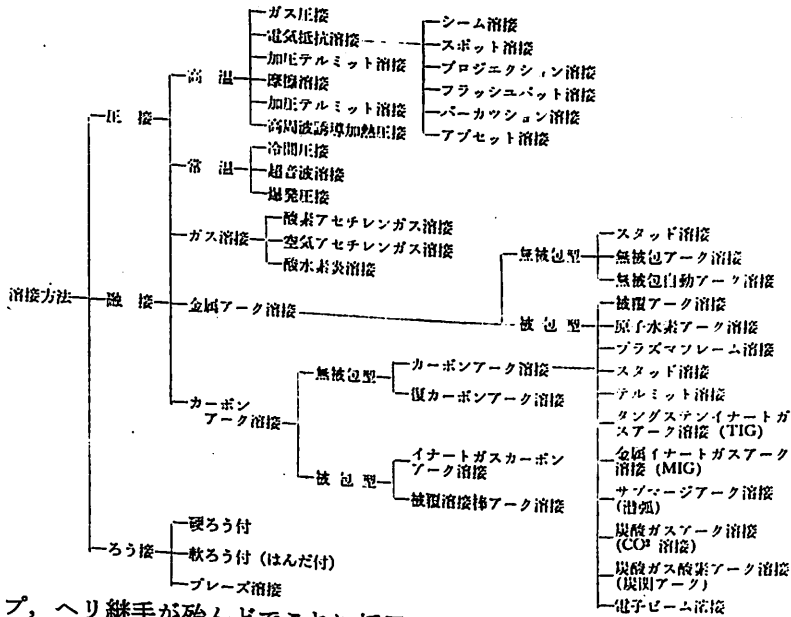 溶接方法
圧接
高温
ガス圧接
電気抵抗溶接
シーム溶接
スポット溶接
プロジェクション溶接
フラッシュバット溶接
パーカッション溶接
アプセット溶接
加圧テルミット溶接
摩擦溶接
加圧テルミット溶接
高周波誘導加熱圧接
常温
冷間圧接
超音波溶接
爆発圧接
融接
ガス溶接
酸素アセチレンガス溶接
空気アセチレンガス溶接
酸水素炎溶接
金属アーク溶接
無被包型
スタッド溶接
無被包アーク溶接
無被包自動アーク溶接
被包型
被覆アーク溶接
原子水素アーク溶接
プラズマフレーム溶接
スタッド溶接
テルミット溶接
タングステンイナートガ
スアーク溶接 (TIG)
金属イナートガスアーク
溶接 (MIG)
サブマージアーク溶接
(潜弧)
炭酸ガスアーク溶接
(CO² 溶接)
炭酸ガス酸素アーク溶接
電子ビーム溶接
カーボン
アーク溶接
無被包型
カーボンアーク溶接
復カーボンアーク溶接
被包型
イナートガスカーボン
アーク溶接
被覆溶接棒アーク溶接
ろう接
硬ろう付
軟ろう付 (はんだ付)
ブレーズ溶接
プ, ヘリ継手が殆んどでこれに